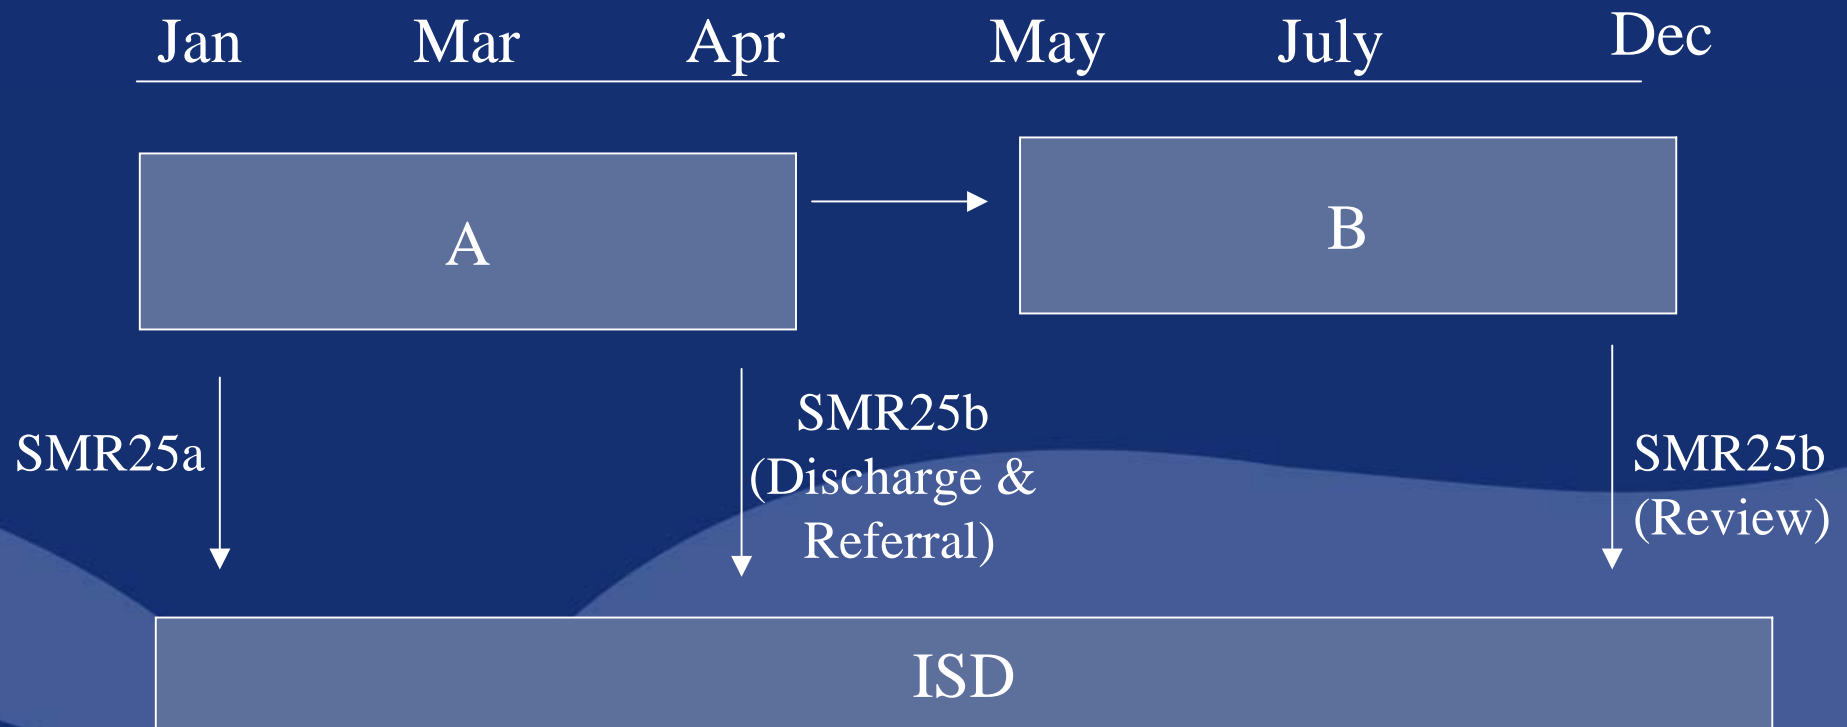 Jan Mar Apr May July Dec
A
B
SMR25a
SMR25b
(Discharge &
Referral)
SMR25b
(Review)
ISD